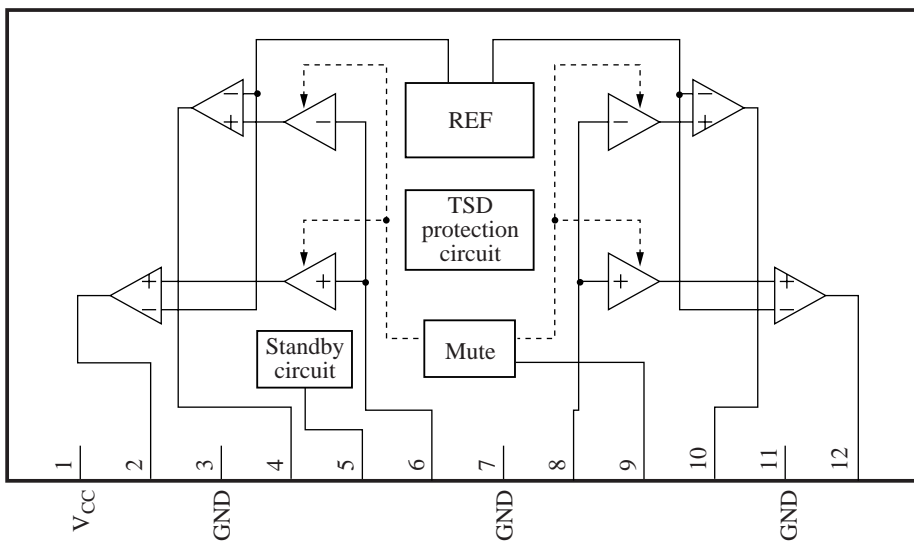 REF
TSD
protection
circuit
Standby
circuit
Mute
1
2
3
4
5
6
7
8
9
10
11
12
VCC
GND
GND
GND
−
+
−
−
−
+
+
−
+
+
+
−